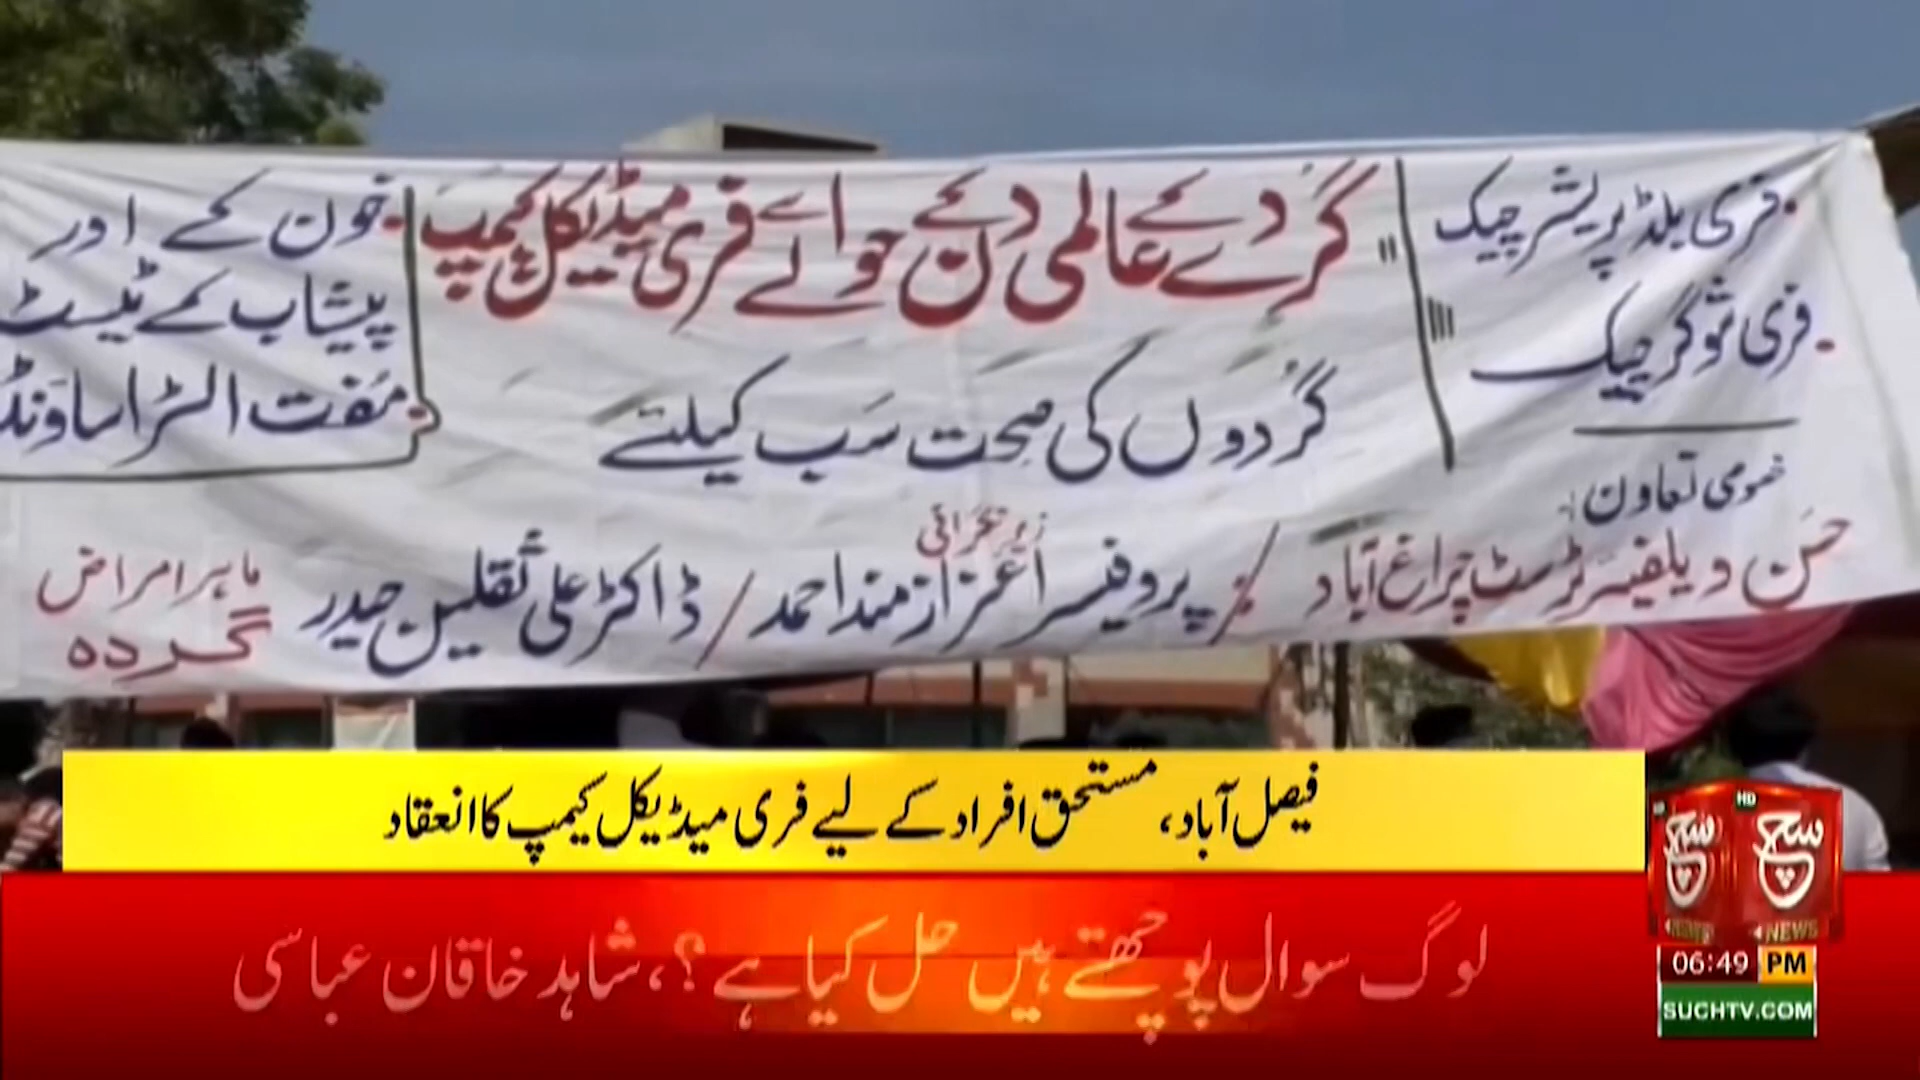 فری بلڈ پریشر چیک
فری شوگر چیک
خصوصی تعاون:
حسن ویلفیئر ٹرسٹ چراغ آباد
گردے کے عالمی دن دے حوالے فری میڈیکل کیمپ
گردوں کی صحت سب کیلئے
زیر نگرانی
پروفیسر اعزاز مند احمد / ڈاکٹر علی ثقلین حیدر
ماہر امراض
گردہ
خون کے اور
پیشاب کے ٹیسٹ
مفت الٹراساونڈ
فیصل آباد، مستحق افراد کے لیے فری میڈیکل کیمپ کا انعقاد
لوگ سوال پوچھتے ہیں حل کیا ہے؟، شاہد خاقان عباسی
HD
سچ
NEWS
06:49 PM
SUCHTV.COM